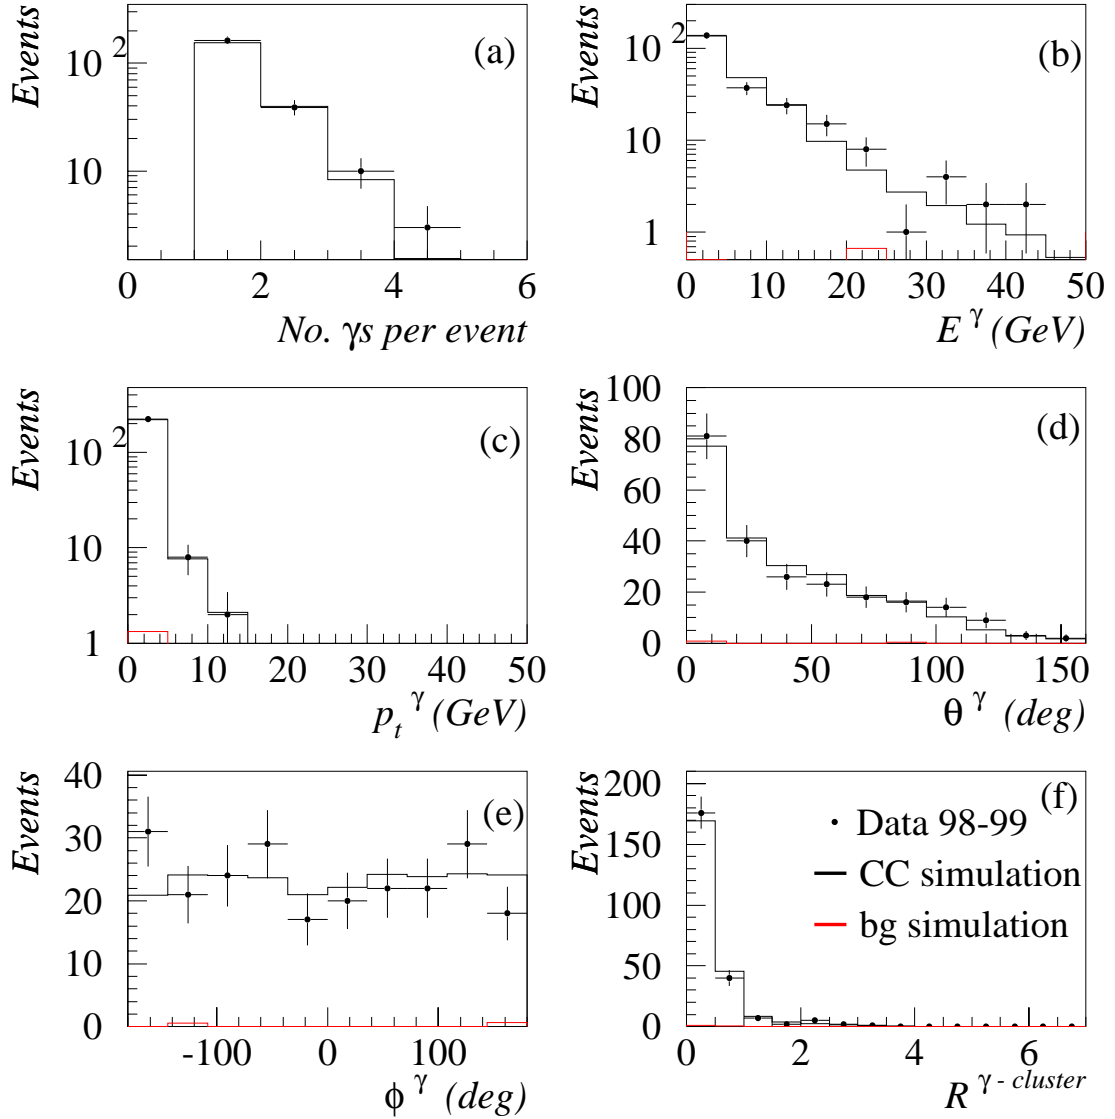 Events
10 2
10
(a)
0 2 4 6
No. γs per event
Events
10 2
10
1
(b)
0 10 20 30 40 50
E γ (GeV)
Events
10 2
10
1
(c)
0 10 20 30 40 50
p t γ (GeV)
Events
100
80
60
40
20
0
(d)
0 50 100 150
θ γ (deg)
Events
40
30
20
10
0
(e)
-100 0 100
ϕ γ (deg)
Events
200
150
100
50
0
(f)
Data 98-99
CC simulation
bg simulation
0 2 4 6
R γ - cluster